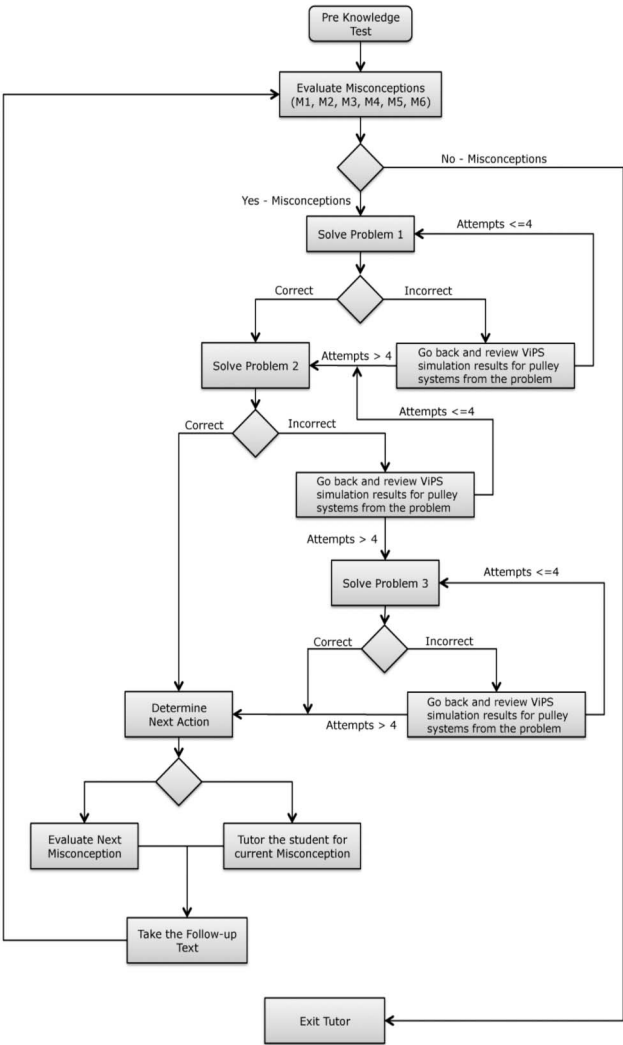 Pre Knowledge
Test
Evaluate Misconceptions
(M1, M2, M3, M4, M5, M6)
No - Misconceptions
Yes - Misconceptions
Solve Problem 1
Attempts <=4
Correct
Incorrect
Solve Problem 2
Attempts > 4
Go back and review ViPS
simulation results for pulley
systems from the problem
Attempts <=4
Correct
Incorrect
Go back and review ViPS
simulation results for pulley
systems from the problem
Attempts > 4
Solve Problem 3
Attempts <=4
Correct
Incorrect
Determine
Next Action
Attempts > 4
Go back and review ViPS
simulation results for pulley
systems from the problem
Evaluate Next
Misconception
Tutor the student for
current Misconception
Take the Follow-up
Text
Exit Tutor